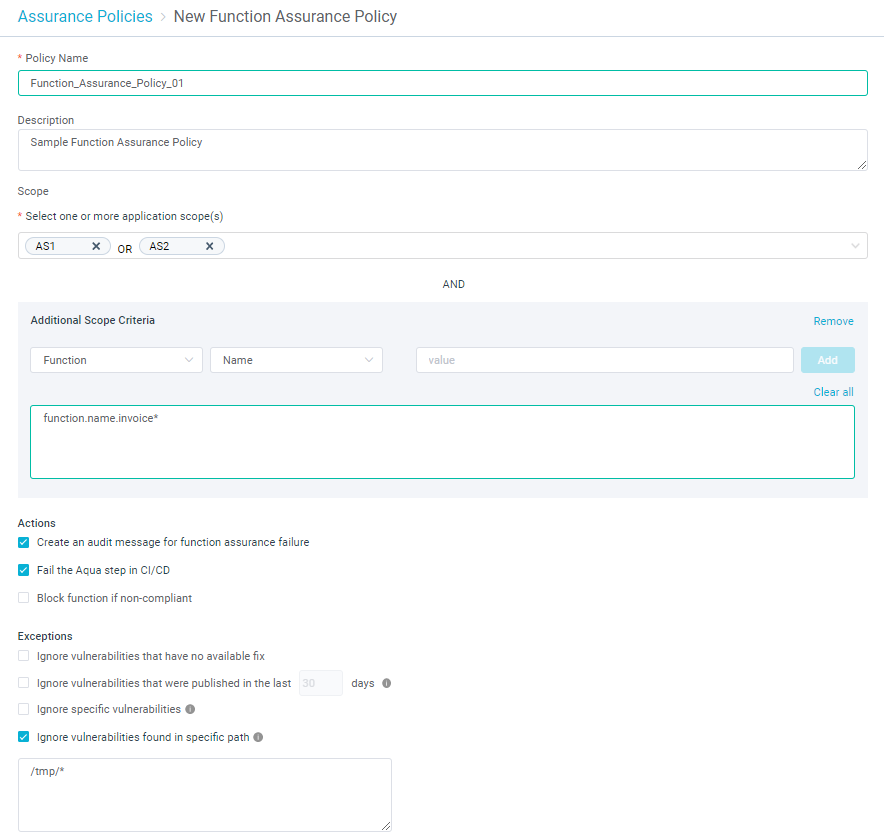 Assurance Policies > New Function Assurance Policy
* Policy Name
Function_Assurance_Policy_01
Description
Sample Function Assurance Policy
Scope
* Select one or more application scope(s)
AS1 OR AS2
AND
Additional Scope Criteria Remove
Function Name value Add
Clear all
function.name.invoice*
Actions
Create an audit message for function assurance failure
Fail the Aqua step in CI/CD
Block function if non-compliant
Exceptions
Ignore vulnerabilities that have no available fix
Ignore vulnerabilities that were published in the last 30 days
Ignore specific vulnerabilities
Ignore vulnerabilities found in specific path
/tmp/*